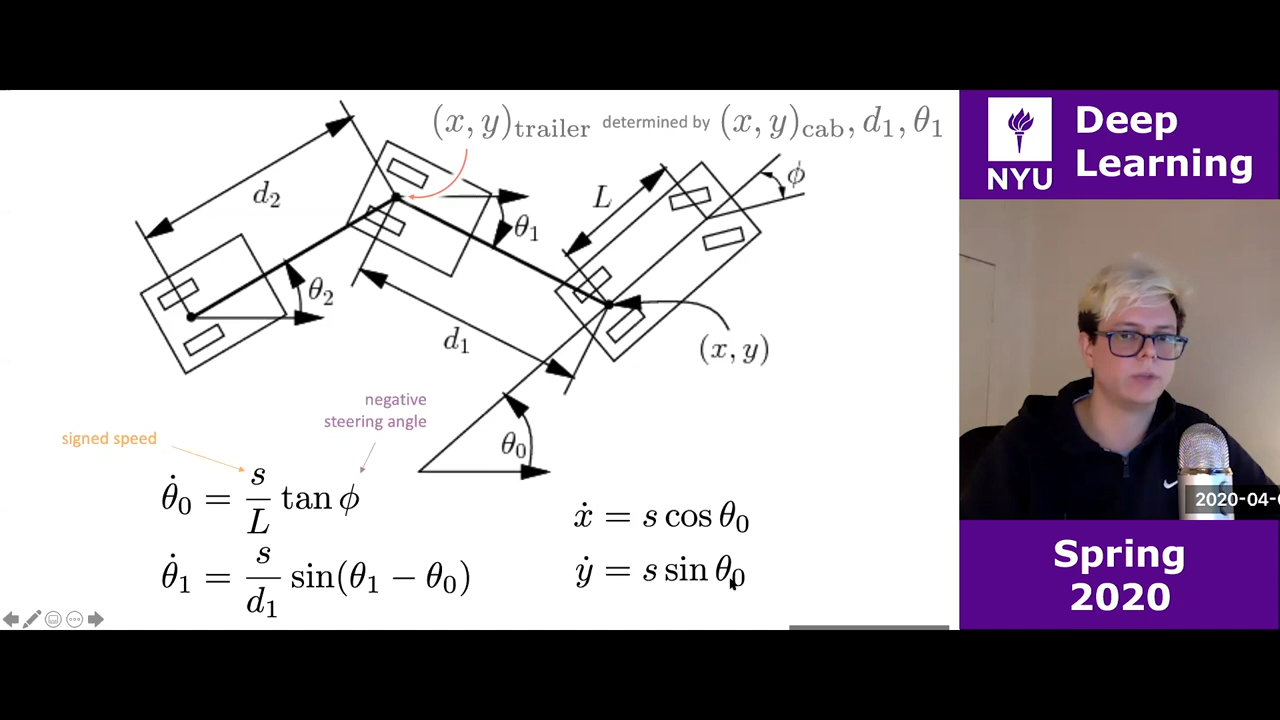 (x, y)trailer determined by (x, y)cab, d1, θ1
d2
L
ϕ
θ1
θ2
d1
(x, y)
θ0
negative
steering angle
signed speed
θ̇0 = s/L tan ϕ
ẋ = s cos θ0
θ̇1 = s/d1 sin(θ1 − θ0)
ẏ = s sin θ0
NYU
Deep
Learning
2020-04-
Spring
2020